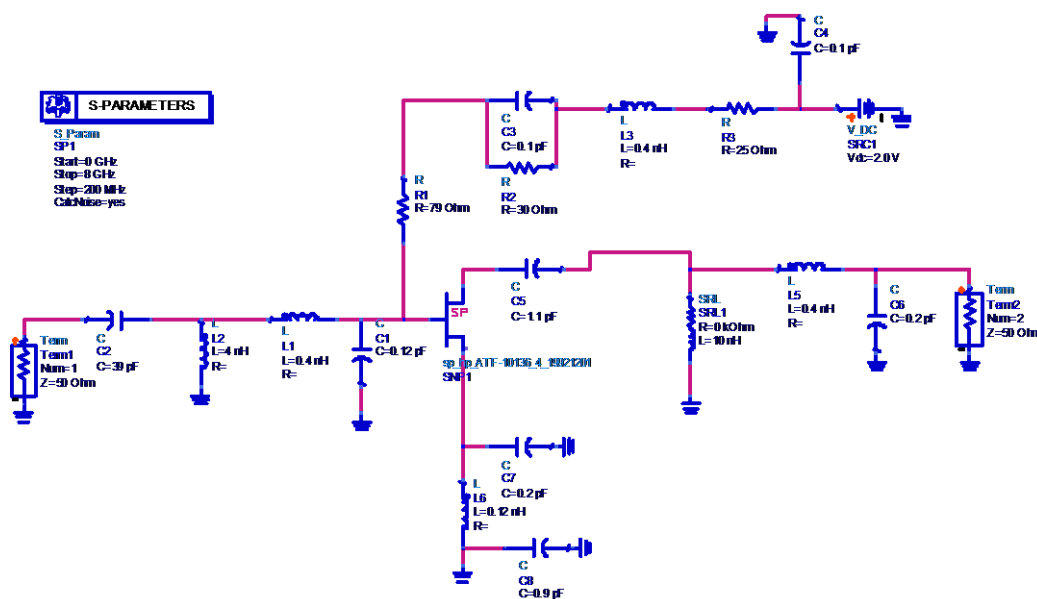 S-PARAMETERS
S_Param
SP1
Start=0 GHz
Stop=8 GHz
Step=200 MHz
CalcNoise=yes
C
C4
C=0.1 pF
C
C3
C=0.1 pF
R
R2
R=30 Ohm
L
L3
L=0.4 nH
R=
R
R3
R=25 Ohm
V_DC
SRC1
Vdc=2.0 V
R
R1
R=79 Ohm
Term
Term1
Num=1
Z=50 Ohm
C
C2
C=39 pF
L
L2
L=4 nH
R=
L
L1
L=0.4 nH
R=
C
C1
C=0.12 pF
SP
sp_hp_ATF-10136_4_19921201
SNP1
C
C5
C=1.1 pF
SRL
SRL1
R=0 kOhm
L=10 nH
L
L5
L=0.4 nH
R=
C
C6
C=0.2 pF
Term
Term2
Num=2
Z=50 Ohm
C
C7
C=0.2 pF
L
L6
L=0.12 nH
R=
C
C8
C=0.9 pF